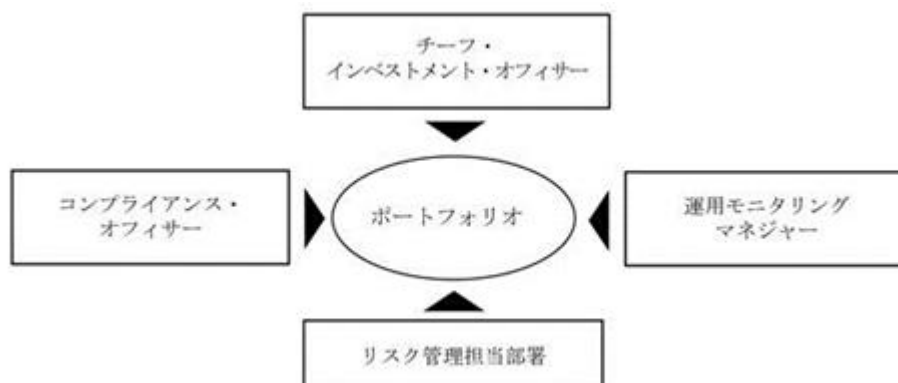 チーフ・
インベストメント・オフィサー
コンプライアンス・
オフィサー
ポートフォリオ
運用モニタリング
マネジャー
リスク管理担当部署